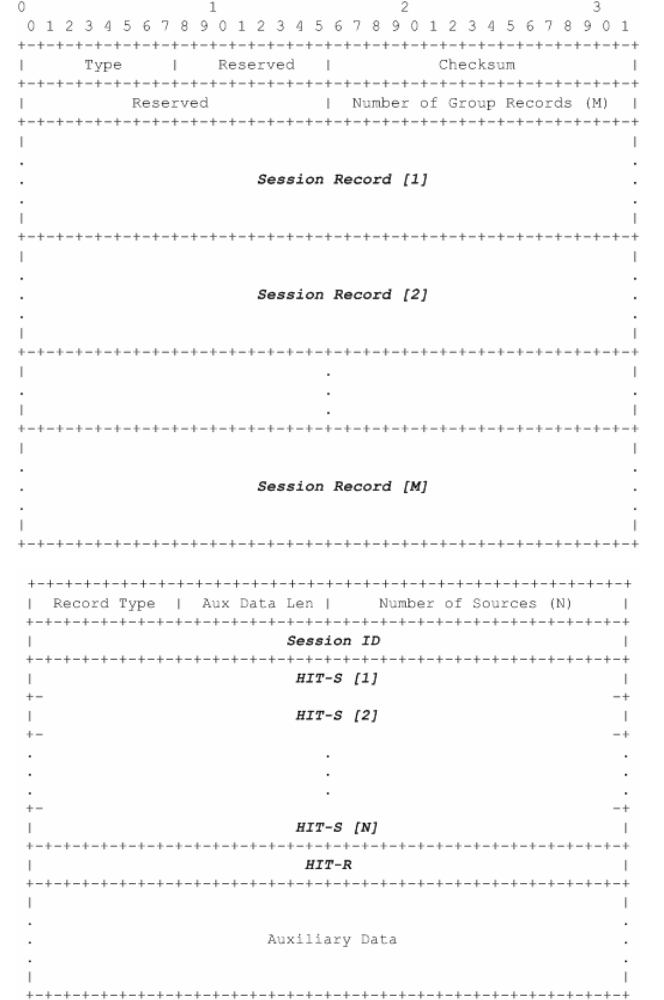 0 1 2 3
0 1 2 3 4 5 6 7 8 9 0 1 2 3 4 5 6 7 8 9 0 1 2 3 4 5 6 7 8 9 0 1
+-+-+-+-+-+-+-+-+-+-+-+-+-+-+-+-+-+-+-+-+-+-+-+-+-+-+-+-+-+-+-+-+
| Type | Reserved | Checksum |
+-+-+-+-+-+-+-+-+-+-+-+-+-+-+-+-+-+-+-+-+-+-+-+-+-+-+-+-+-+-+-+-+
| Reserved | Number of Group Records (M) |
+-+-+-+-+-+-+-+-+-+-+-+-+-+-+-+-+-+-+-+-+-+-+-+-+-+-+-+-+-+-+-+-+
| |
. .
. Session Record [1] .
. .
| |
+-+-+-+-+-+-+-+-+-+-+-+-+-+-+-+-+-+-+-+-+-+-+-+-+-+-+-+-+-+-+-+-+
| |
. .
. Session Record [2] .
. .
| |
+-+-+-+-+-+-+-+-+-+-+-+-+-+-+-+-+-+-+-+-+-+-+-+-+-+-+-+-+-+-+-+-+
| . |
. . .
| . |
+-+-+-+-+-+-+-+-+-+-+-+-+-+-+-+-+-+-+-+-+-+-+-+-+-+-+-+-+-+-+-+-+
| |
. .
. Session Record [M] .
. .
| |
+-+-+-+-+-+-+-+-+-+-+-+-+-+-+-+-+-+-+-+-+-+-+-+-+-+-+-+-+-+-+-+-+
+-+-+-+-+-+-+-+-+-+-+-+-+-+-+-+-+-+-+-+-+-+-+-+-+-+-+-+-+-+-+-+-+
| Record Type | Aux Data Len | Number of Sources (N) |
+-+-+-+-+-+-+-+-+-+-+-+-+-+-+-+-+-+-+-+-+-+-+-+-+-+-+-+-+-+-+-+-+
| Session ID |
+-+-+-+-+-+-+-+-+-+-+-+-+-+-+-+-+-+-+-+-+-+-+-+-+-+-+-+-+-+-+-+-+
| HIT-S [1] |
+- -+
| HIT-S [2] |
+- -+
. . .
. . .
. . .
+- -+
| HIT-S [N] |
+-+-+-+-+-+-+-+-+-+-+-+-+-+-+-+-+-+-+-+-+-+-+-+-+-+-+-+-+-+-+-+-+
| HIT-R |
+-+-+-+-+-+-+-+-+-+-+-+-+-+-+-+-+-+-+-+-+-+-+-+-+-+-+-+-+-+-+-+-+
| |
. .
. Auxiliary Data .
. .
| |
+-+-+-+-+-+-+-+-+-+-+-+-+-+-+-+-+-+-+-+-+-+-+-+-+-+-+-+-+-+-+-+-+